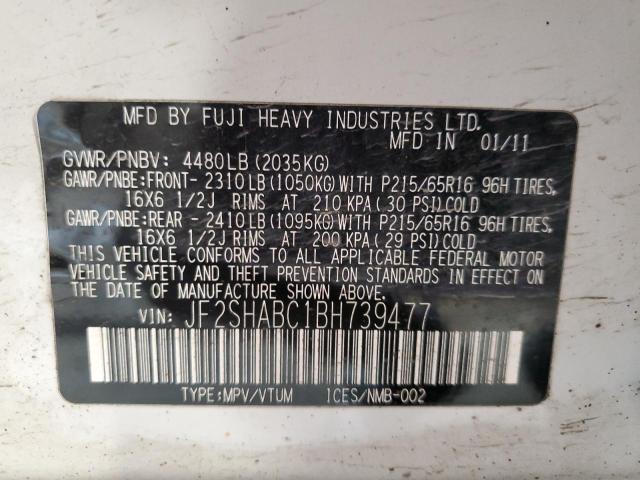 MFD BY FUJI HEAVY INDUSTRIES LTD.
MFD IN 01/11
GVWR/PNBV: 4480LB(2035KG)
GAWR/PNBE:FRONT- 2310LB(1050KG)WITH P215/65R16 96H TIRES,
16X6 1/2J RIMS AT 210 KPA(30 PSI)COLD
GAWR/PNBE:REAR - 2410LB(1095KG)WITH P215/65R16 96H TIRES,
16X6 1/2J RIMS AT 200 KPA(29 PSI)COLD
THIS VEHICLE CONFORMS TO ALL APPLICABLE FEDERAL MOTOR
VEHICLE SAFETY AND THEFT PREVENTION STANDARDS IN EFFECT ON
THE DATE OF MANUFACTURE SHOWN ABOVE.
VIN: JF2SHABC1BH739477
TYPE:MPV/VTUM 1CES/NMB-002